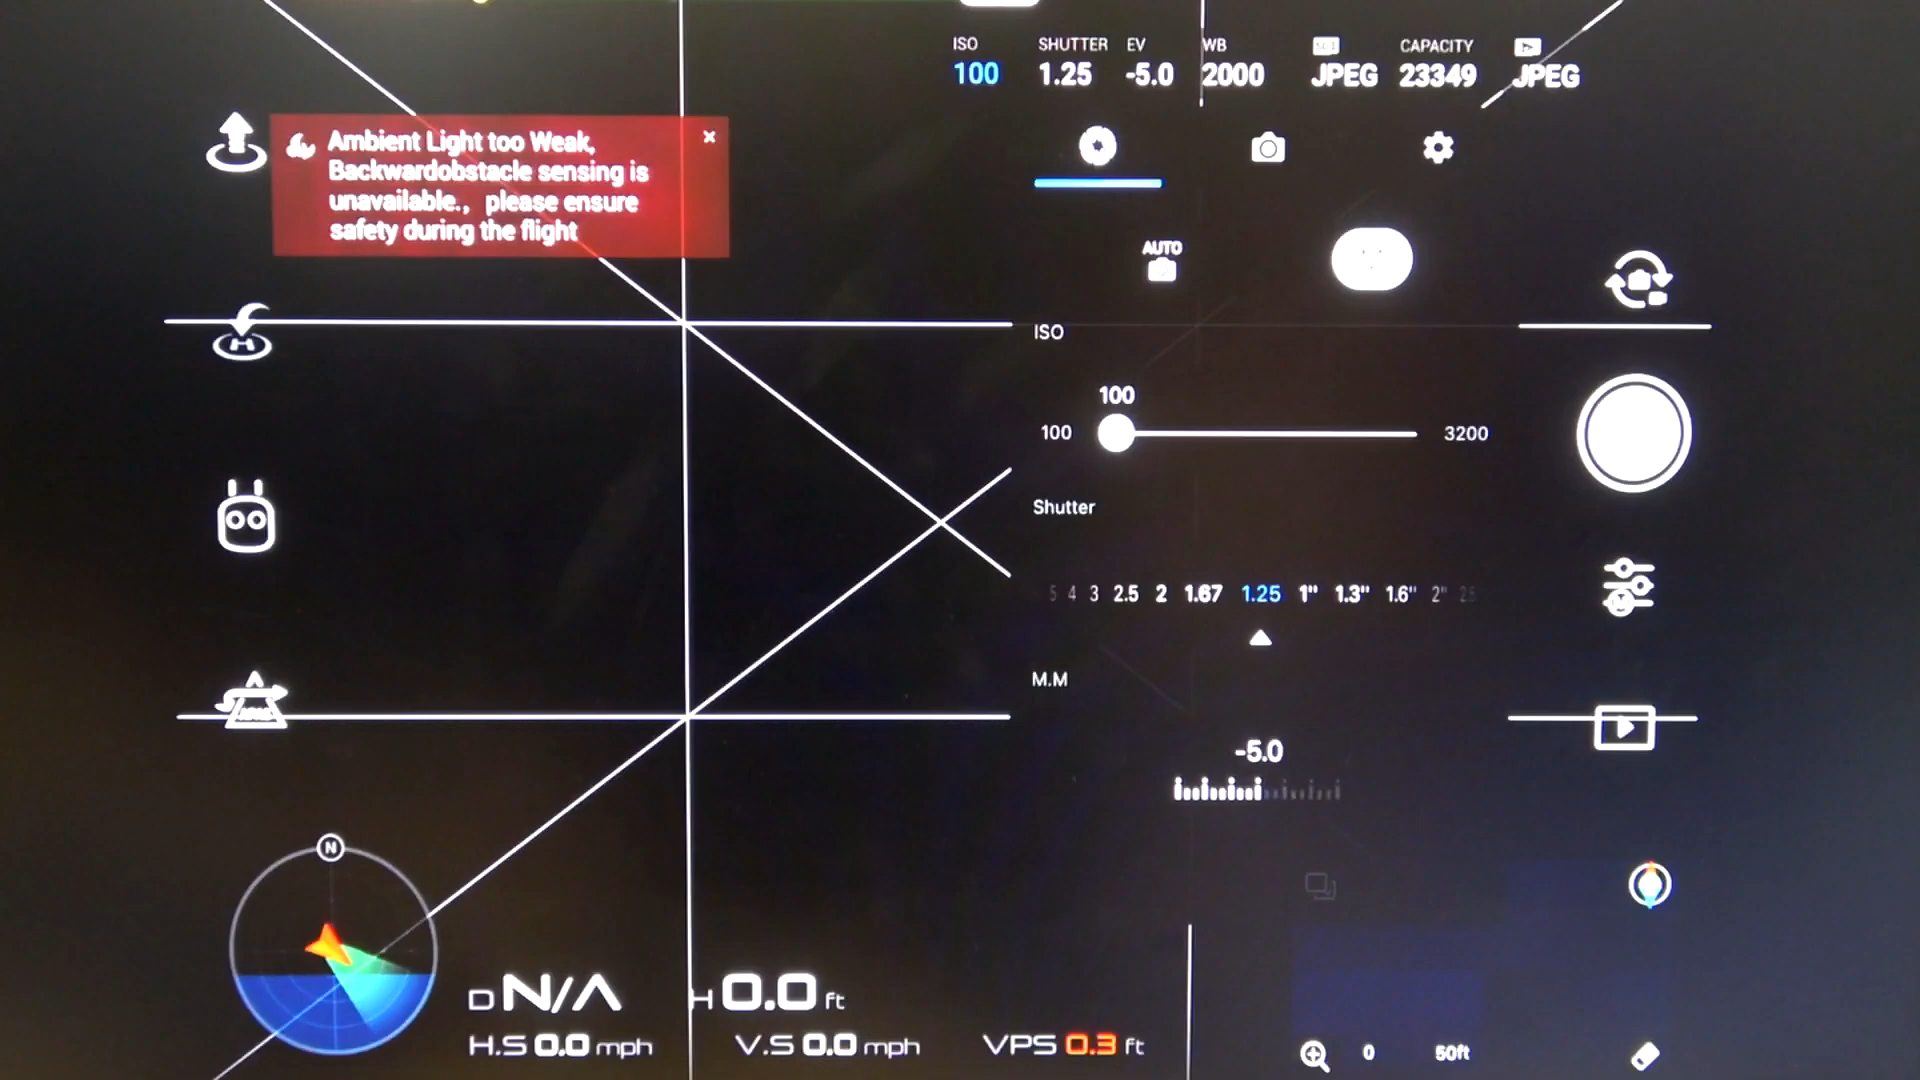 ISO SHUTTER EV WB CAPACITY
100 1.25 -5.0 2000 JPEG 23349 JPEG
Ambient Light too Weak,
Backwardobstacle sensing is
unavailable., please ensure
safety during the flight
AUTO
ISO
100
100 3200
Shutter
5 4 3 2.5 2 1.67 1.25 1" 1.3" 1.6" 2"
M.M
-5.0
N
D N/A H 0.0 ft
H.S 0.0 mph V.S 0.0 mph VPS 0.3 ft
0 50ft